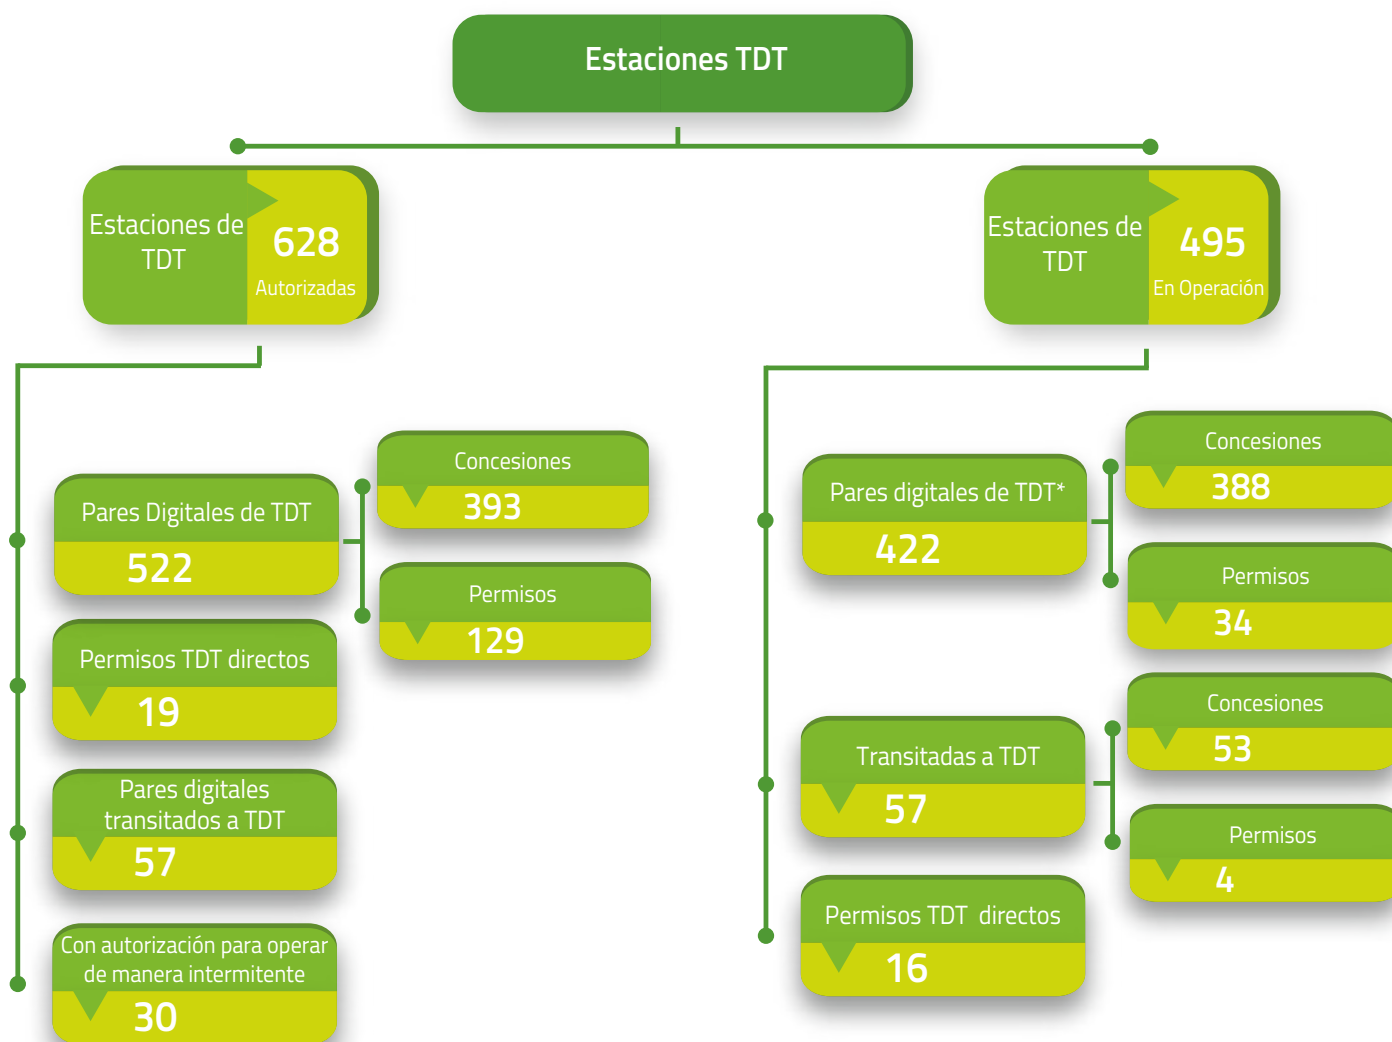 Estaciones TDT
Estaciones de
TDT
628
Autorizadas
Estaciones de
TDT
495
En Operación
Pares Digitales de TDT
522
Concesiones
393
Permisos
129
Permisos TDT directos
19
Pares digitales
transitados a TDT
57
Con autorización para operar
de manera intermitente
30
Pares digitales de TDT*
422
Concesiones
388
Permisos
34
Transitadas a TDT
57
Concesiones
53
Permisos
4
Permisos TDT directos
16